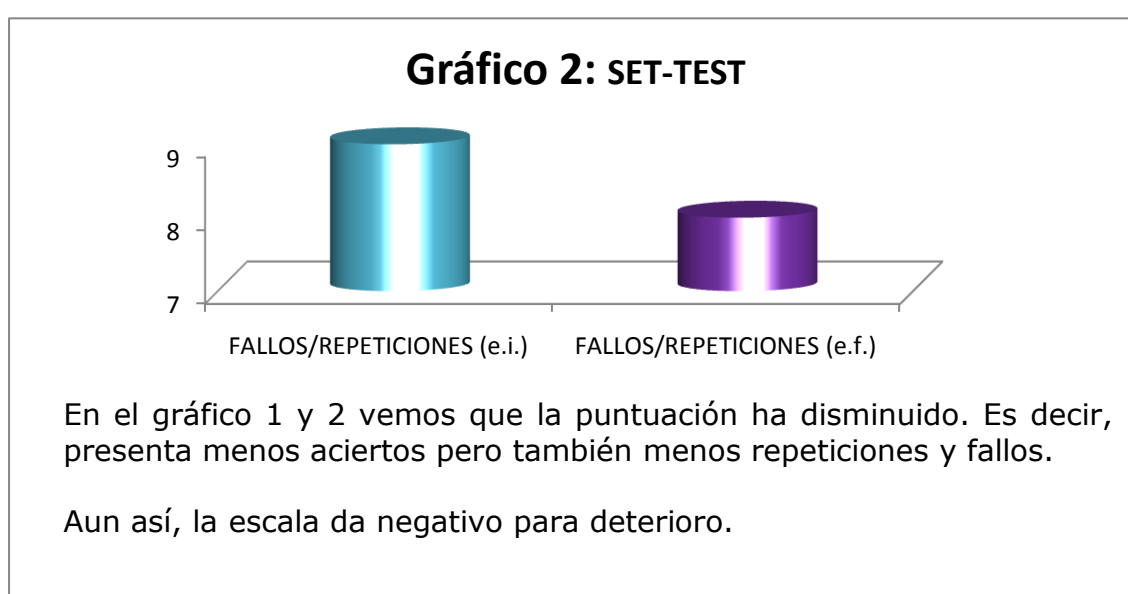 Gráfico 2: SET-TEST
9
8
7
FALLOS/REPETICIONES (e.i.) FALLOS/REPETICIONES (e.f.)
En el gráfico 1 y 2 vemos que la puntuación ha disminuido. Es decir,
presenta menos aciertos pero también menos repeticiones y fallos.
Aun así, la escala da negativo para deterioro.